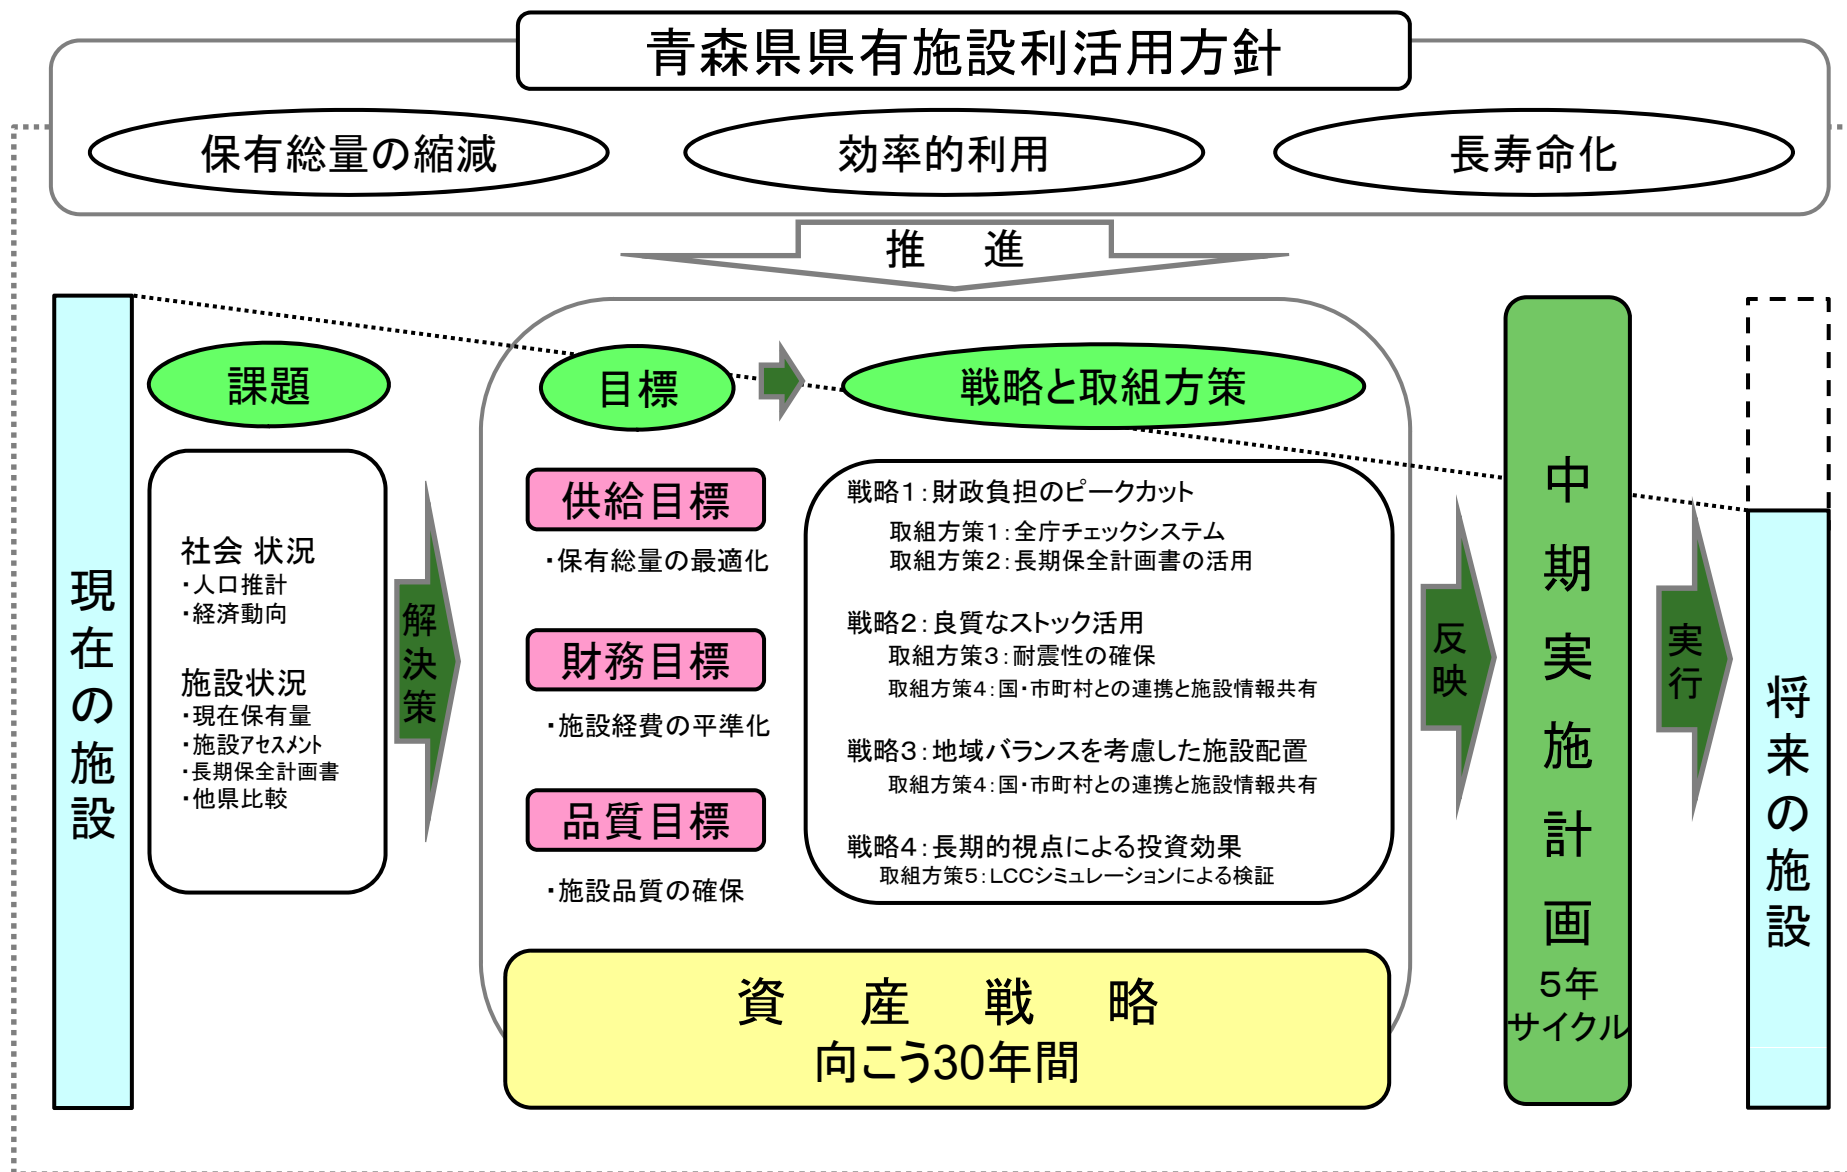 青森県県有施設利活用方針
保有総量の縮減
効率的利用
長寿命化
推 進
現在の施設
課題
社会 状況
・人口推計
・経済動向
施設状況
・現在保有量
・施設アセスメント
・長期保全計画書
・他県比較
解決策
目標
供給目標
・保有総量の最適化
財務目標
・施設経費の平準化
品質目標
・施設品質の確保
戦略と取組方策
戦略1:財政負担のピークカット
取組方策1:全庁チェックシステム
取組方策2:長期保全計画書の活用
戦略2:良質なストック活用
取組方策3:耐震性の確保
取組方策4:国・市町村との連携と施設情報共有
戦略3:地域バランスを考慮した施設配置
取組方策4:国・市町村との連携と施設情報共有
戦略4:長期的視点による投資効果
取組方策5:LCCシミュレーションによる検証
資 産 戦 略
向こう30年間
反映
中期実施計画
5年
サイクル
実行
将来の施設